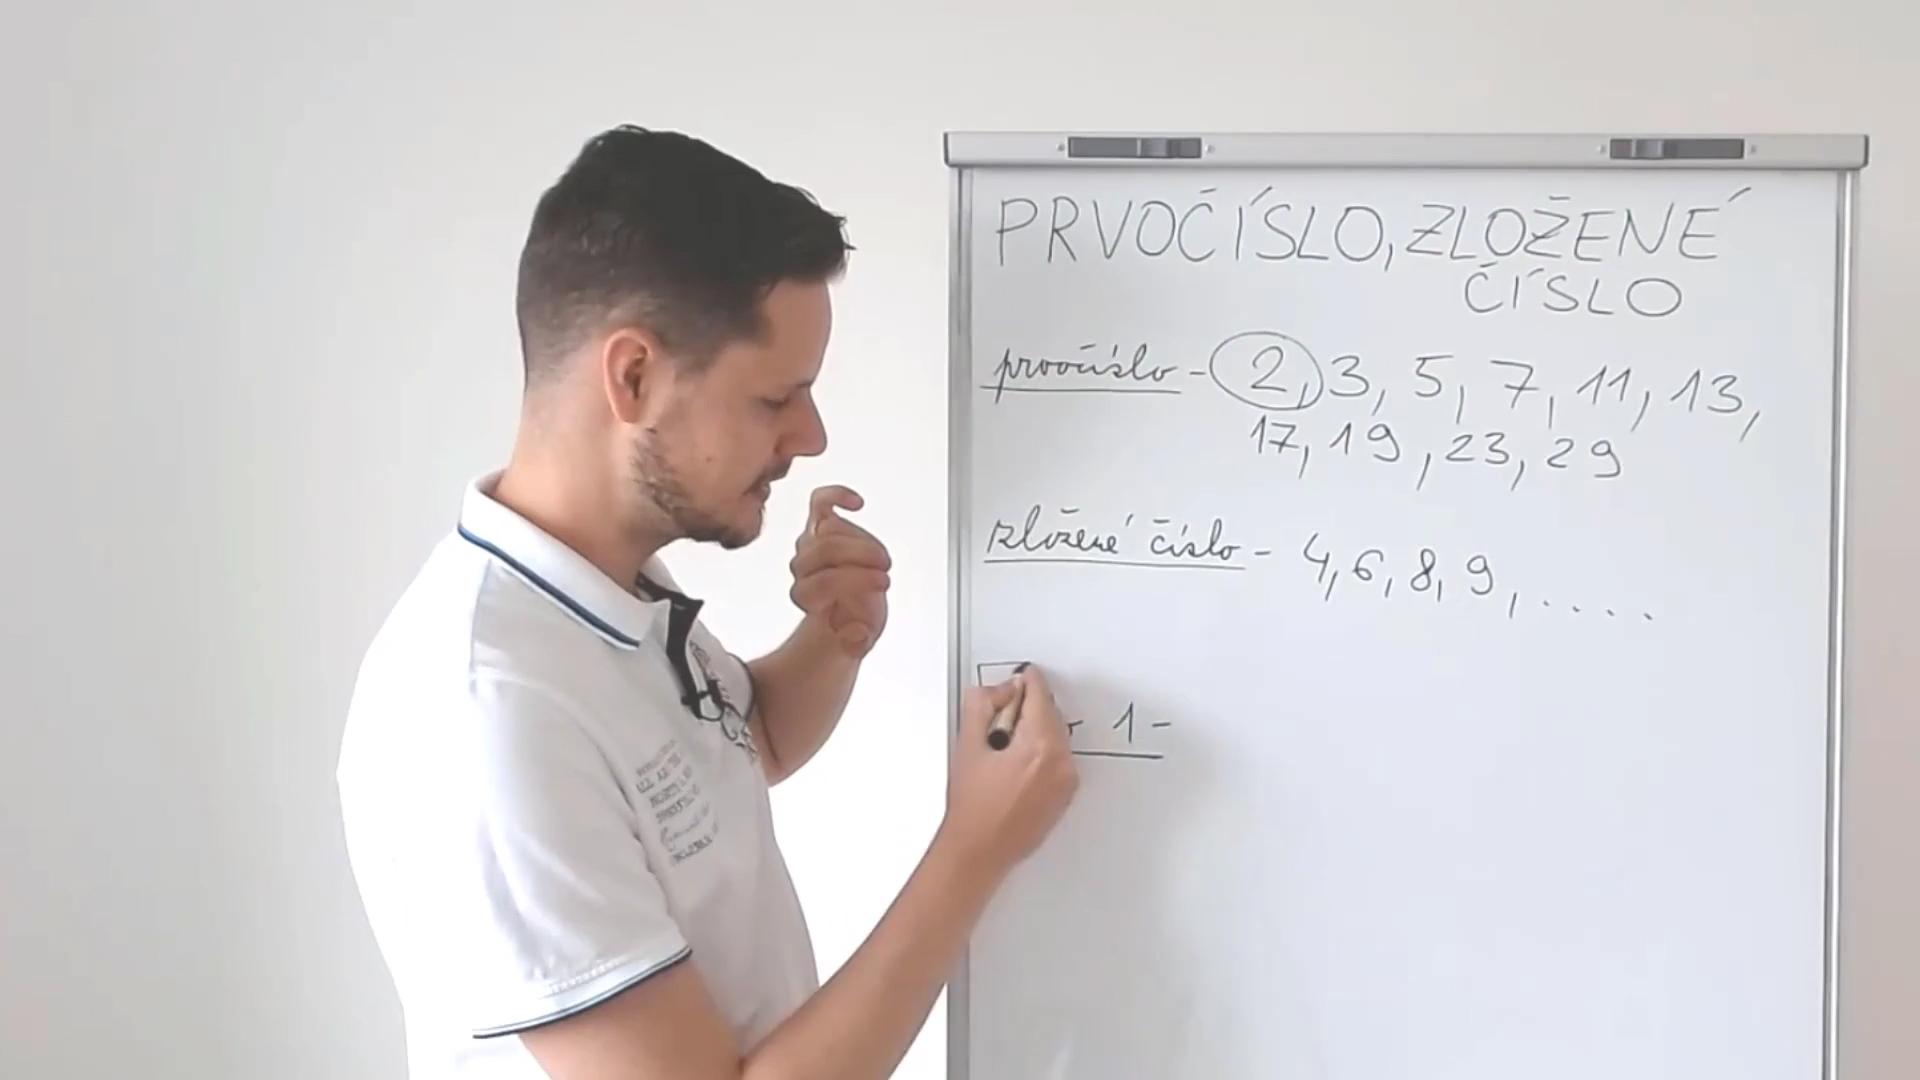 PRVOČÍSLO, ZLOŽENÉ
ČÍSLO
prvočíslo - 2, 3, 5, 7, 11, 13,
17, 19, 23, 29
zložené číslo - 4, 6, 8, 9, ....
1 -